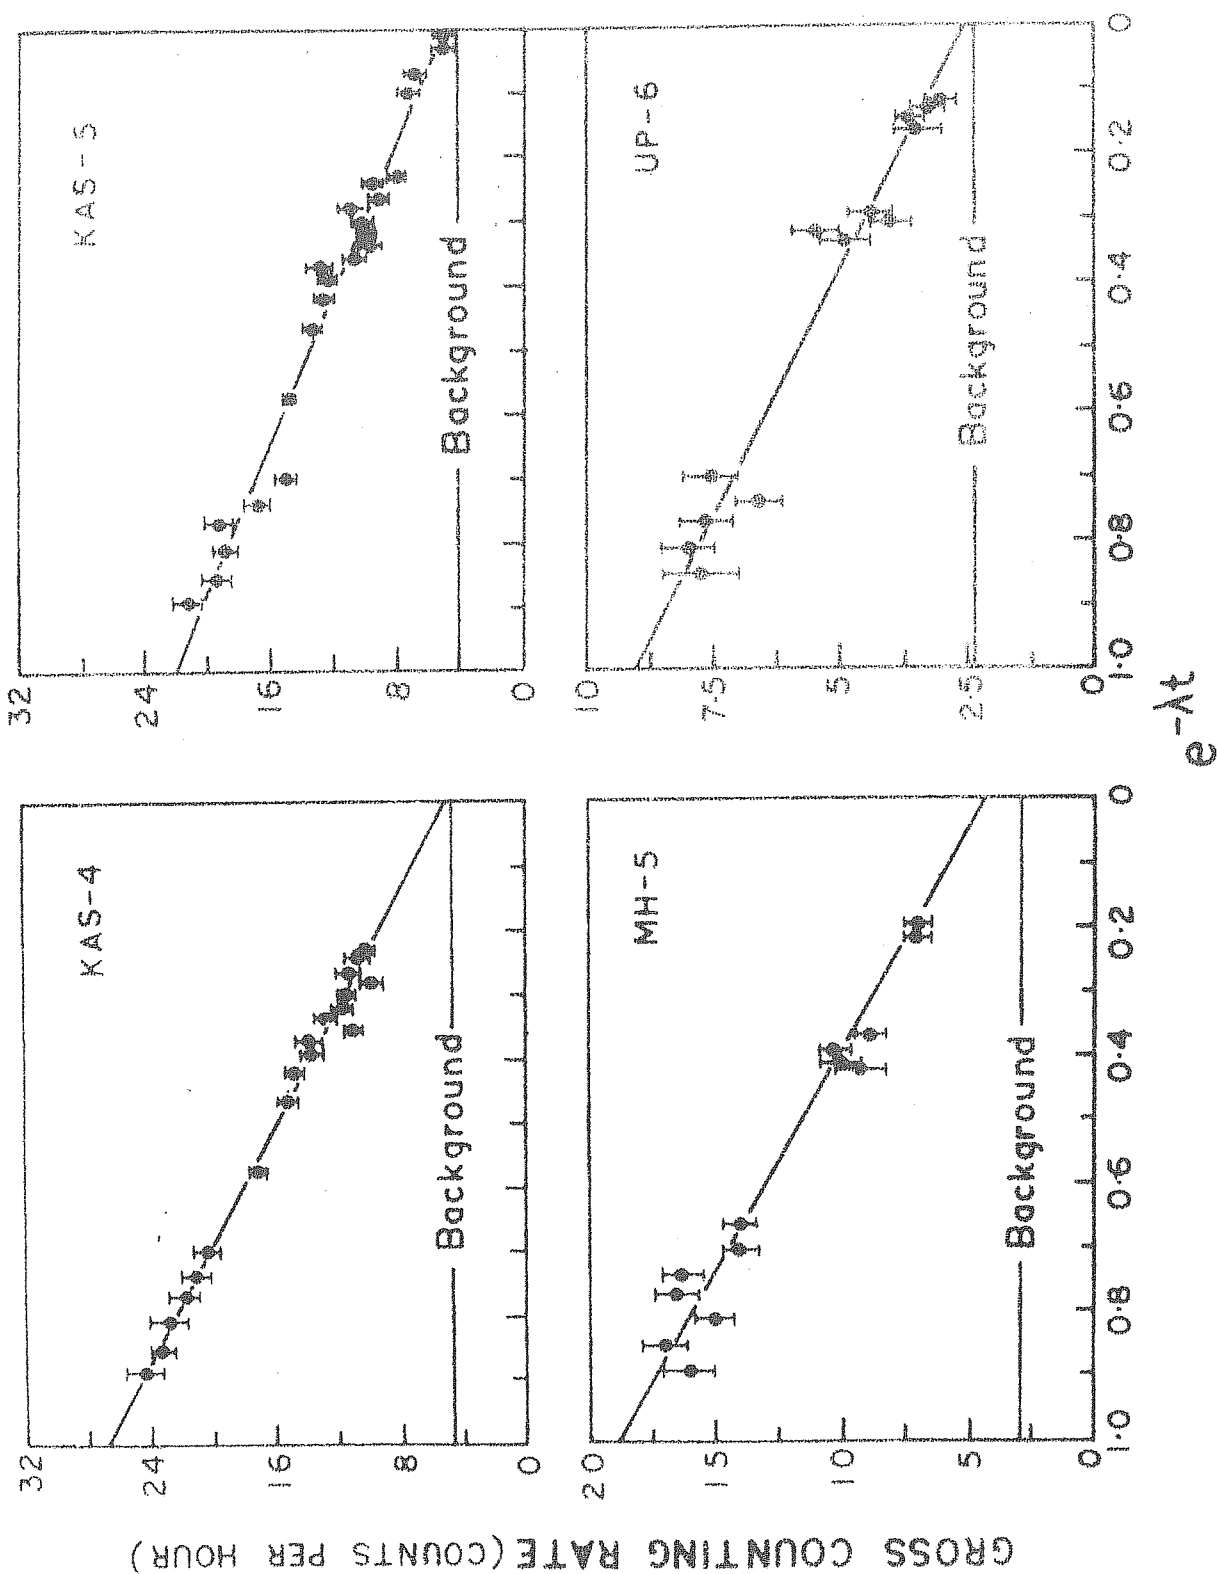 GROSS COUNTING RATE (COUNTS PER HOUR)
32
24
16
8
0
KAS-4
Background
32
24
16
8
0
KAS-5
Background
20
15
10
5
0
MH-5
Background
1.0 0.8 0.6 0.4 0.2 0
10
7.5
5
2.5
0
UP-6
Background
1.0 0.8 0.6 0.4 0.2 0
e-λt